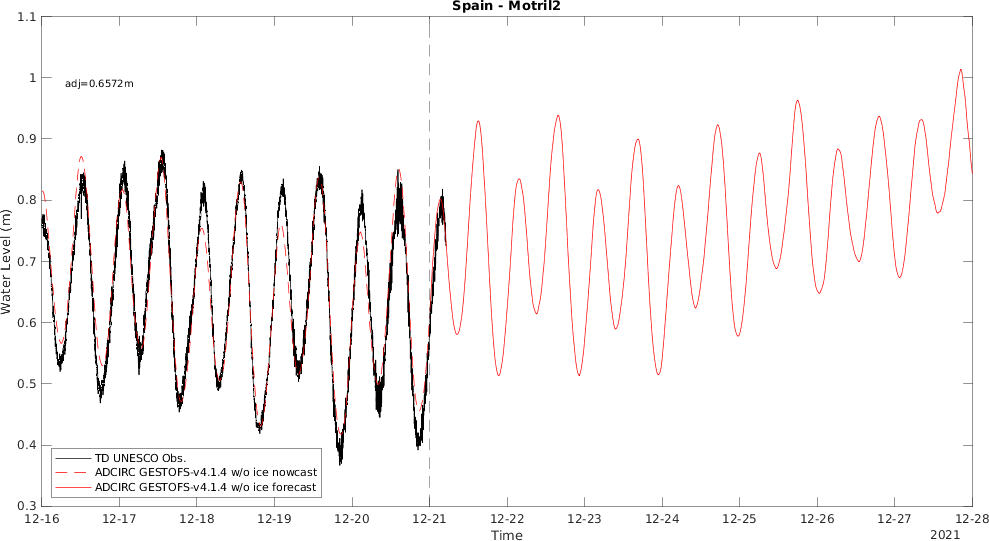 Spain - Motril2
1.1
1
0.9
0.8
0.7
0.6
0.5
0.4
0.3
Water Level (m)
adj=0.6572m
TD UNESCO Obs.
ADCIRC GESTOFS-v4.1.4 w/o ice nowcast
ADCIRC GESTOFS-v4.1.4 w/o ice forecast
12-16 12-17 12-18 12-19 12-20 12-21 12-22 12-23 12-24 12-25 12-26 12-27 12-28
Time
2021